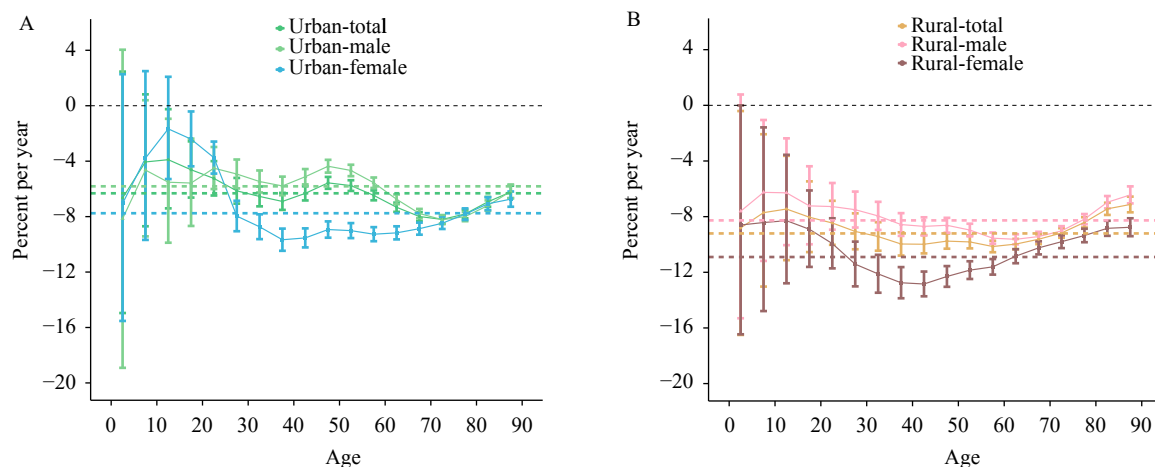 A
Urban-total
Urban-male
Urban-female
Percent per year
4
0
−4
−8
−12
−16
−20
0 10 20 30 40 50 60 70 80 90
Age
B
Rural-total
Rural-male
Rural-female
Percent per year
4
0
−4
−8
−12
−16
−20
0 10 20 30 40 50 60 70 80 90
Age